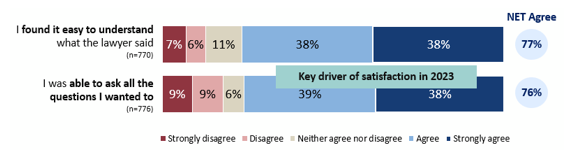 NET Agree
I found it easy to understand
what the lawyer said
(n=770)
7% 6% 11% 38% 38% 77%
Key driver of satisfaction in 2023
I was able to ask all the
questions I wanted to
(n=776)
9% 9% 6% 39% 38% 76%
Strongly disagree Disagree Neither agree nor disagree Agree Strongly agree